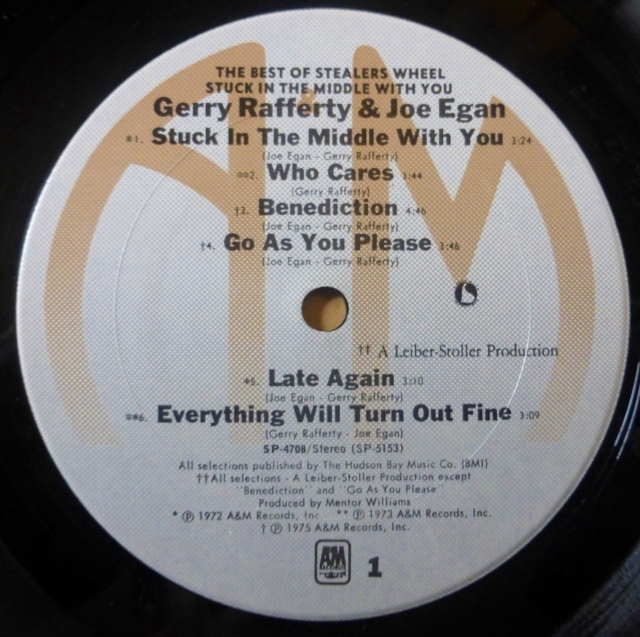 THE BEST OF STEALERS WHEEL
STUCK IN THE MIDDLE WITH YOU
Gerry Rafferty & Joe Egan
*1. Stuck In The Middle With You 3:24
(Joe Egan - Gerry Rafferty)
**2. Who Cares 3:44
(Gerry Rafferty)
†3. Benediction 4:46
(Joe Egan - Gerry Rafferty)
†4. Go As You Please 3:46
(Joe Egan - Gerry Rafferty)
†† A Leiber-Stoller Production
*5. Late Again 3:10
(Joe Egan - Gerry Rafferty)
**6. Everything Will Turn Out Fine 3:09
(Gerry Rafferty - Joe Egan)
SP-4708/Stereo (SP-5153)
All selections published by The Hudson Bay Music Co. (BMI)
††All selections - A Leiber-Stoller Production except
"Benediction" and "Go As You Please"
Produced by Mentor Williams
* ℗ 1972 A&M Records, Inc. ** ℗ 1973 A&M Records, Inc.
† ℗ 1975 A&M Records, Inc.
A&M
RECORDS
1